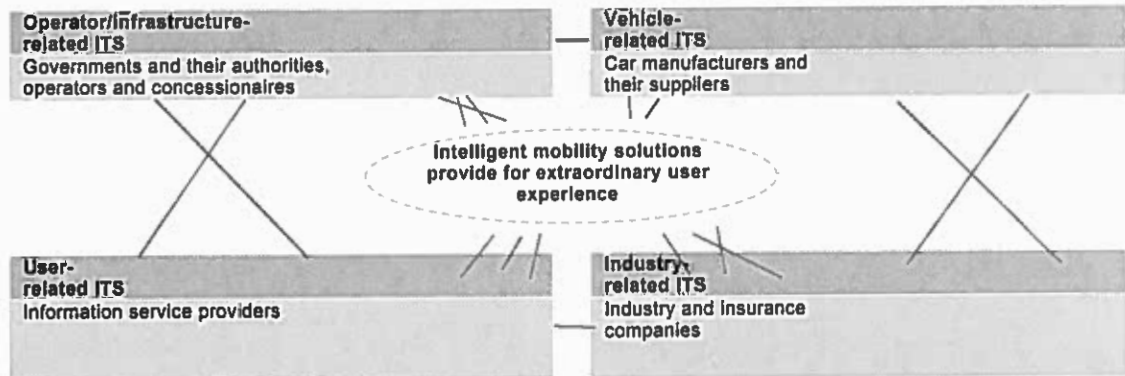 Operator/Infrastructure-
related ITS
Governments and their authorities,
operators and concessionaires
Vehicle-
related ITS
Car manufacturers and
their suppliers
Intelligent mobility solutions
provide for extraordinary user
experience
User-
related ITS
Information service providers
Industry-
related ITS
Industry and insurance
companies